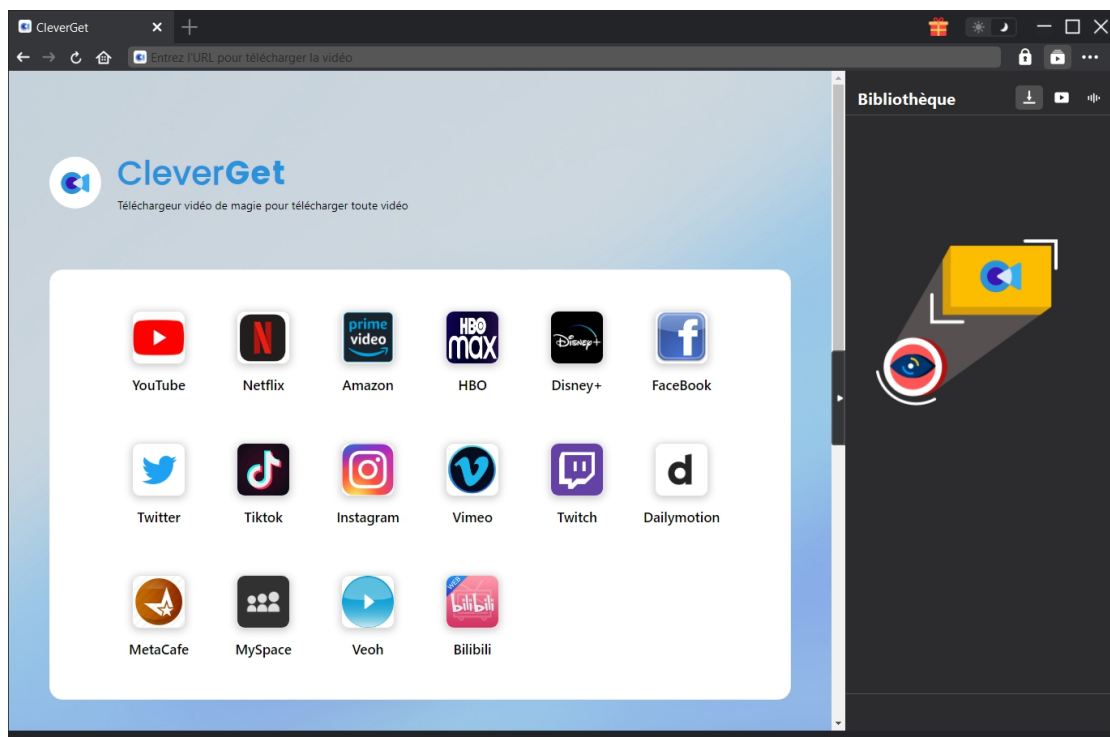 CleverGet
Entrez l'URL pour télécharger la vidéo
Bibliothèque
CleverGet
Téléchargeur vidéo de magie pour télécharger toute vidéo
N
prime video
HBO max
Disney+
f
YouTube Netflix Amazon HBO Disney+ FaceBook
V
d
Twitter Tiktok Instagram Vimeo Twitch Dailymotion
WEB
bilibili
MetaCafe MySpace Veoh Bilibili